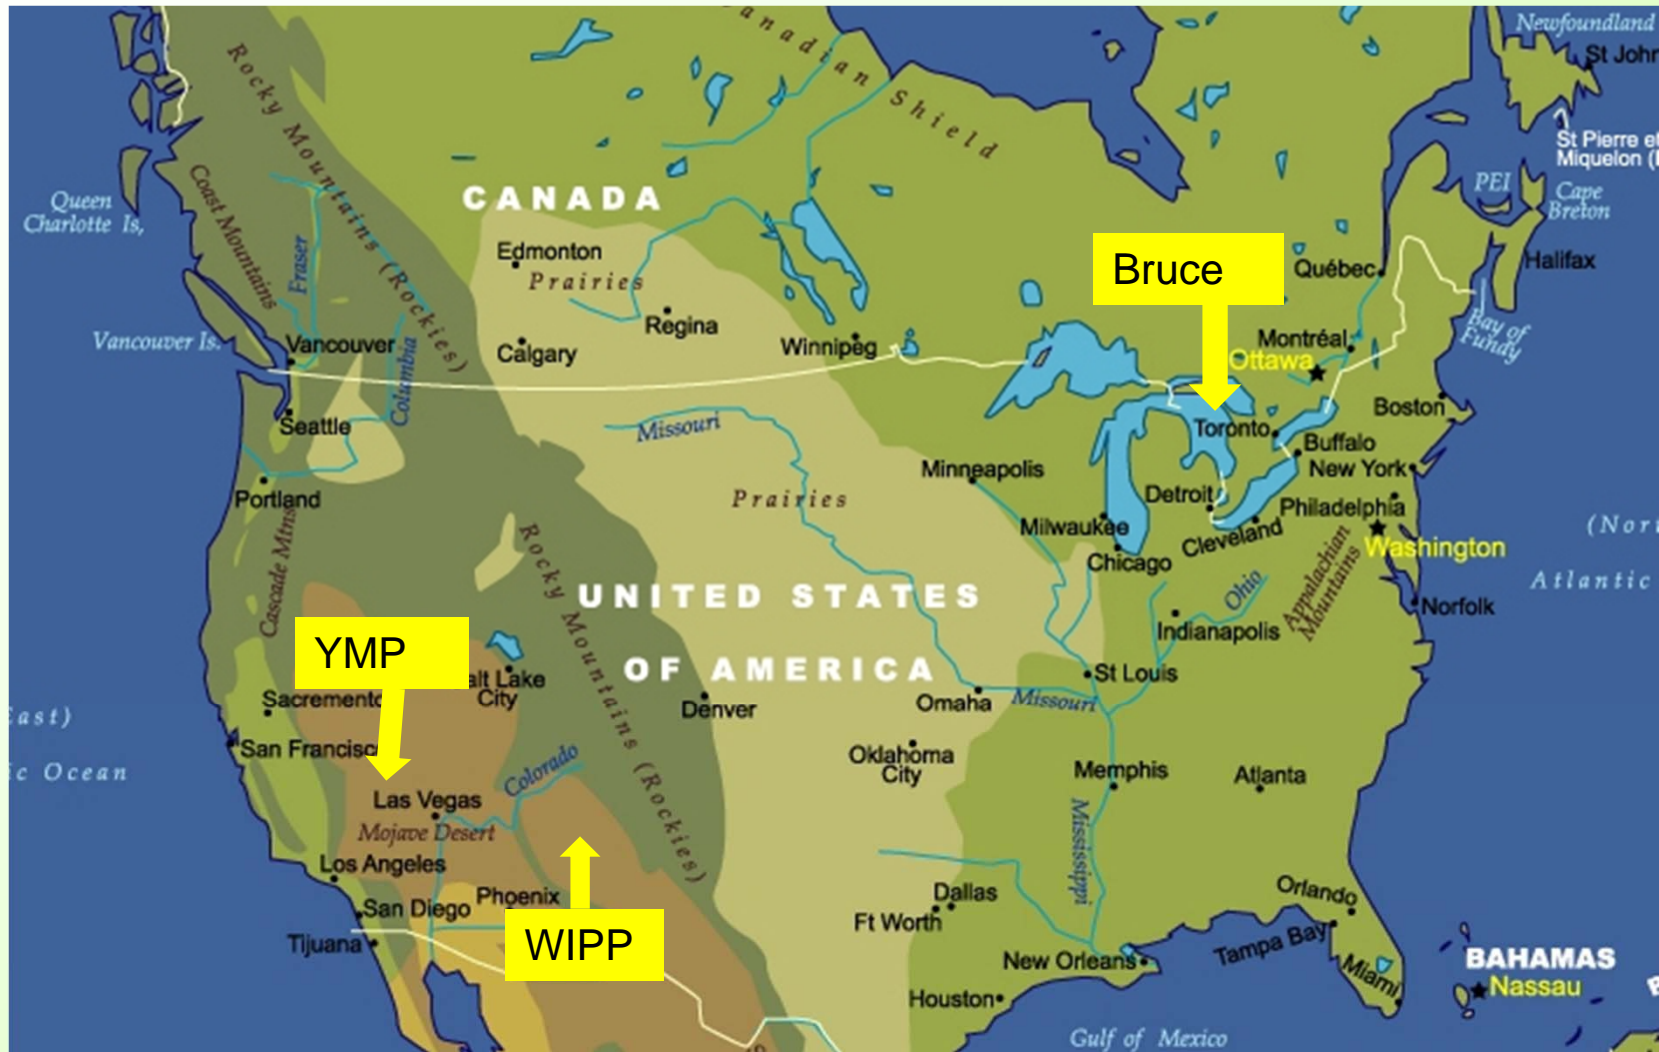 Newfoundland
St John
Canadian Shield
Rocky Mountains (Rockies)
St Pierre et
Miquelon (
Coast Mountains
Queen
Charlotte Is,
CANADA
PEI
Cape
Breton
Fraser
Edmonton
Prairies
Bruce
Québec
Halifax
Regina
Vancouver Is.
Vancouver
Calgary
Winnipeg
Montréal
Ottawa
Bay of
Fundy
Columbia
Seattle
Missouri
Toronto
Boston
Buffalo
Minneapolis
New York
Portland
Prairies
Detroit
Philadelphia
Milwaukee
Cleveland
Washington
Chicago
Cascade Mtns
Rocky Mountains (Rockies)
UNITED STATES
Ohio
Appalachian
Mountains
Atlantic
Norfolk
YMP
Indianapolis
OF AMERICA
St Louis
alt Lake
City
Sacremento
Denver
Omaha
Missouri
East)
San Francisco
ic Ocean
Colorado
Oklahoma
City
Memphis
Atlanta
Las Vegas
Mojave Desert
Mississippi
Los Angeles
Phoenix
San Diego
Dallas
Ft Worth
Orlando
Tijuana
WIPP
New Orleans
Tampa Bay
Miami
BAHAMAS
Nassau
Houston
Gulf of Mexico